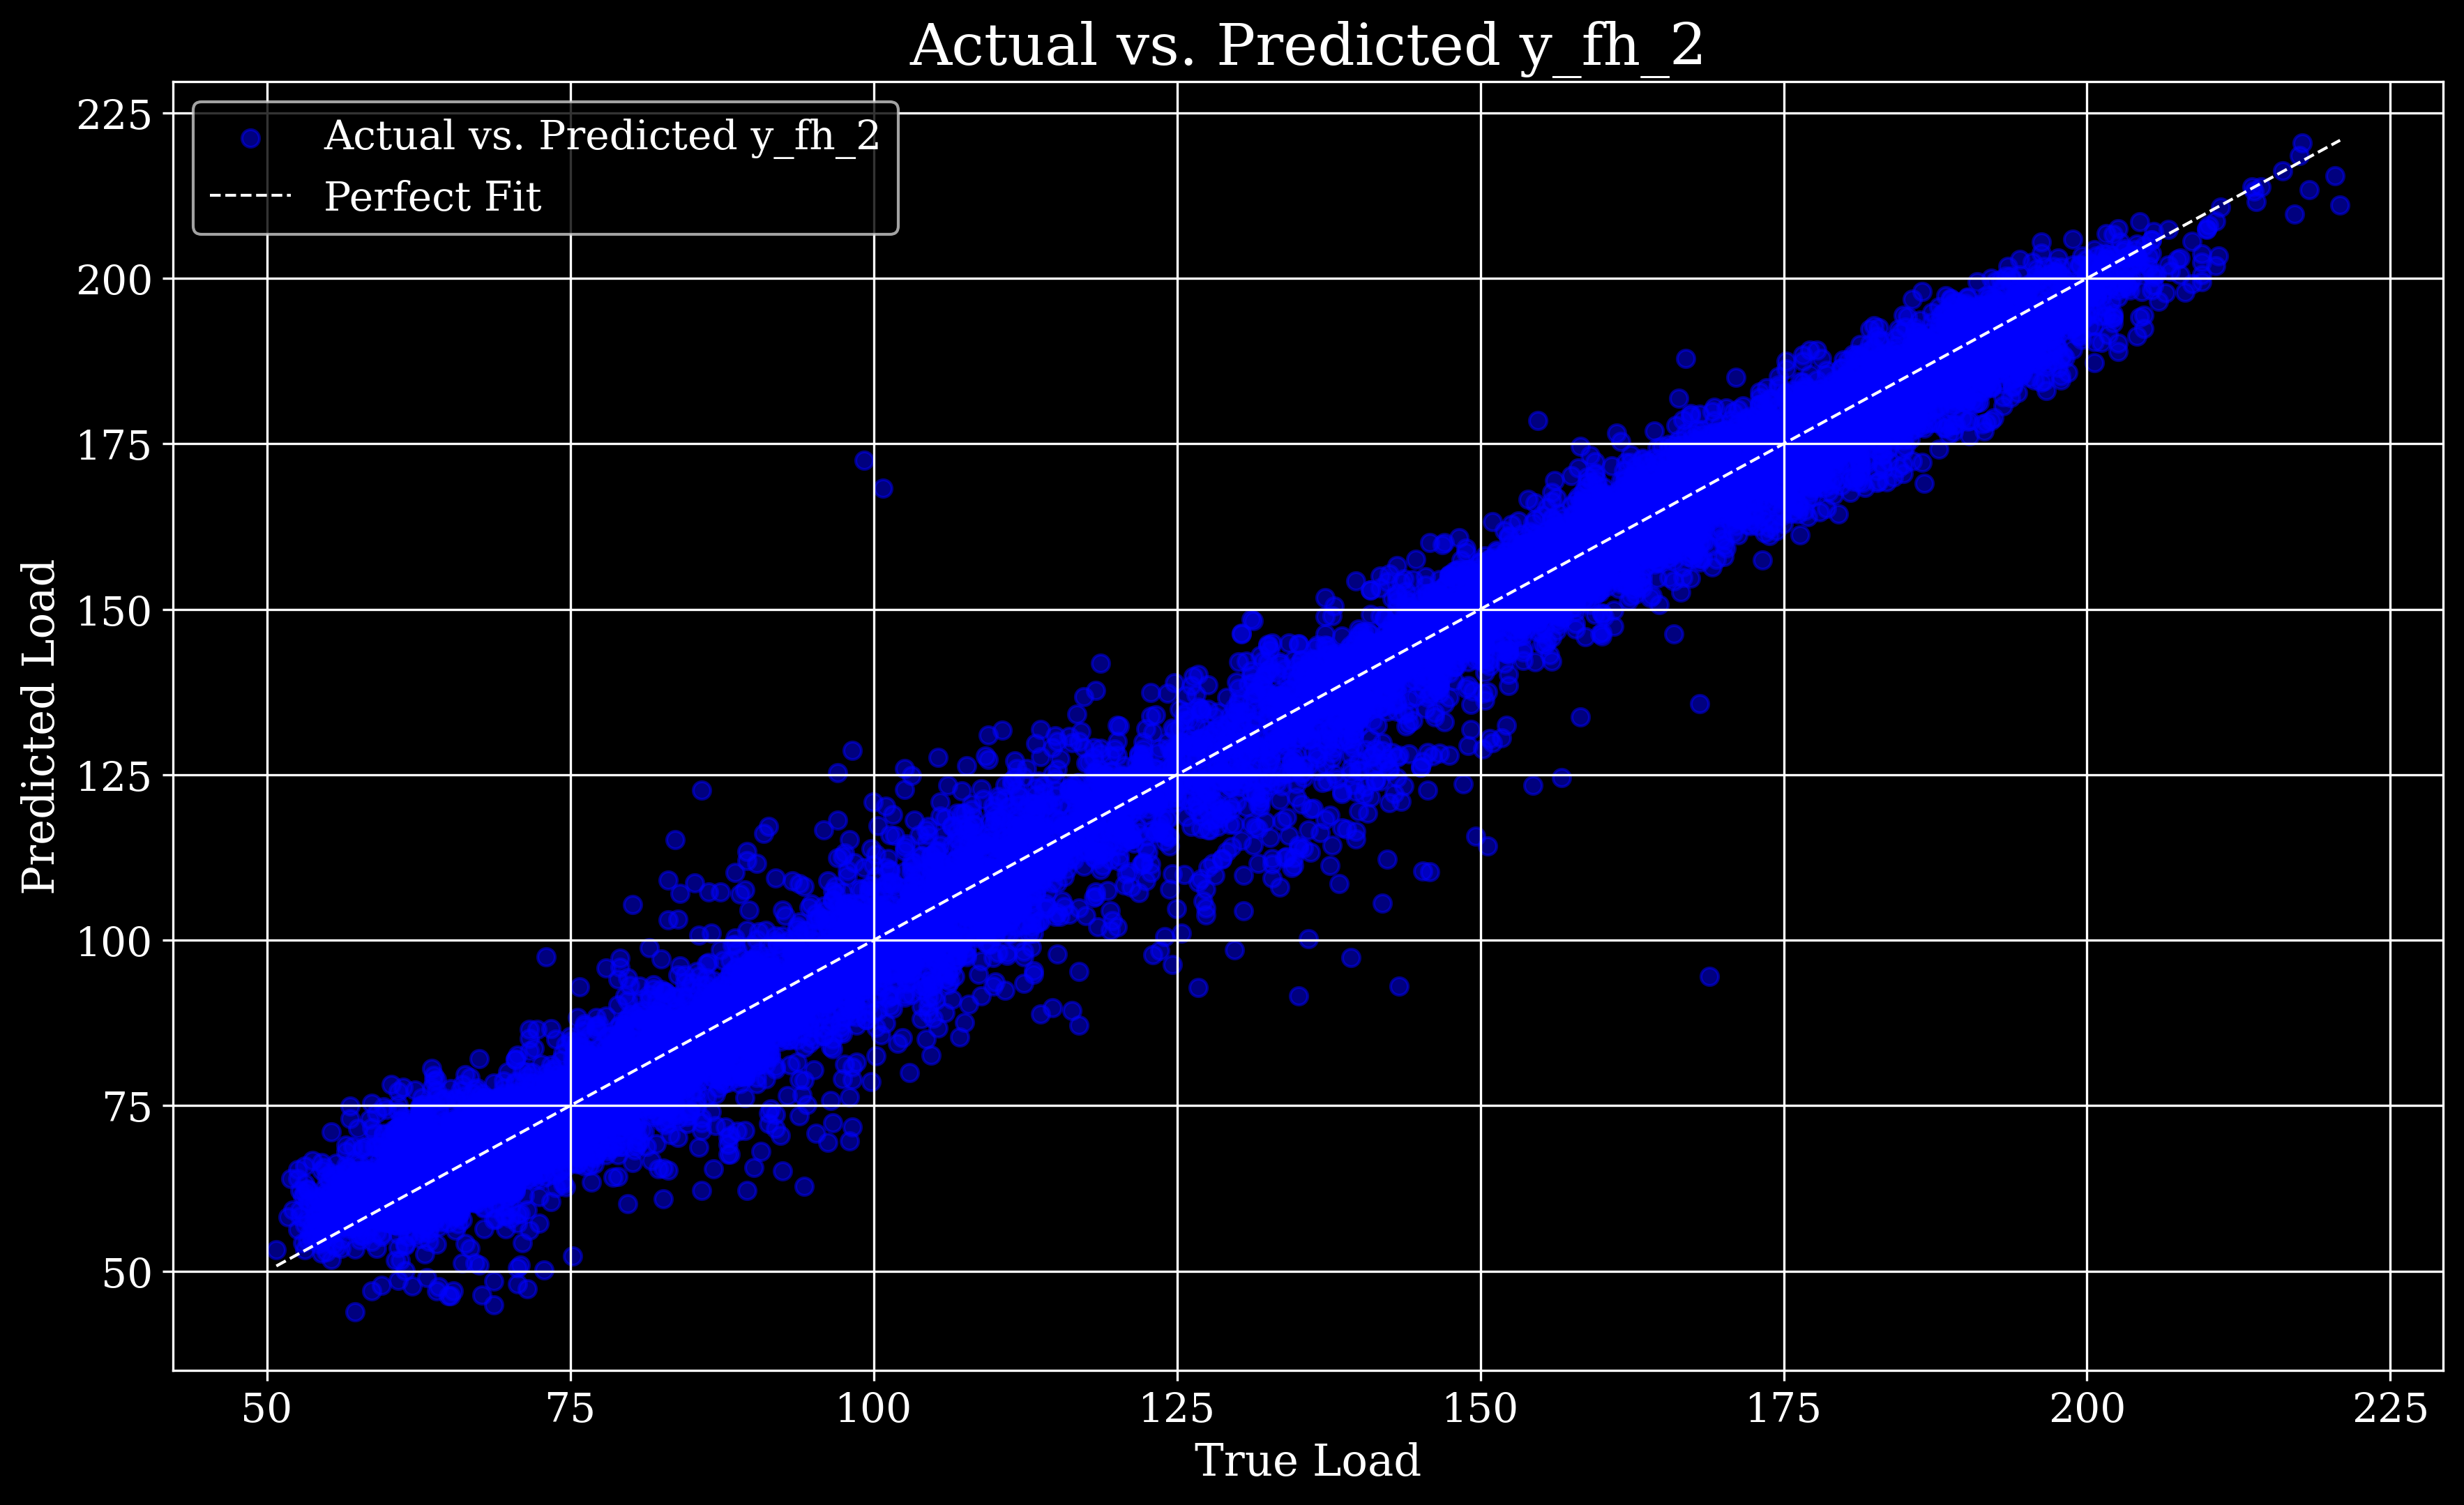 Actual vs. Predicted y_fh_2
Actual vs. Predicted y_fh_2
Perfect Fit
225
200
175
150
125
100
75
50
Predicted Load
50 75 100 125 150 175 200 225
True Load